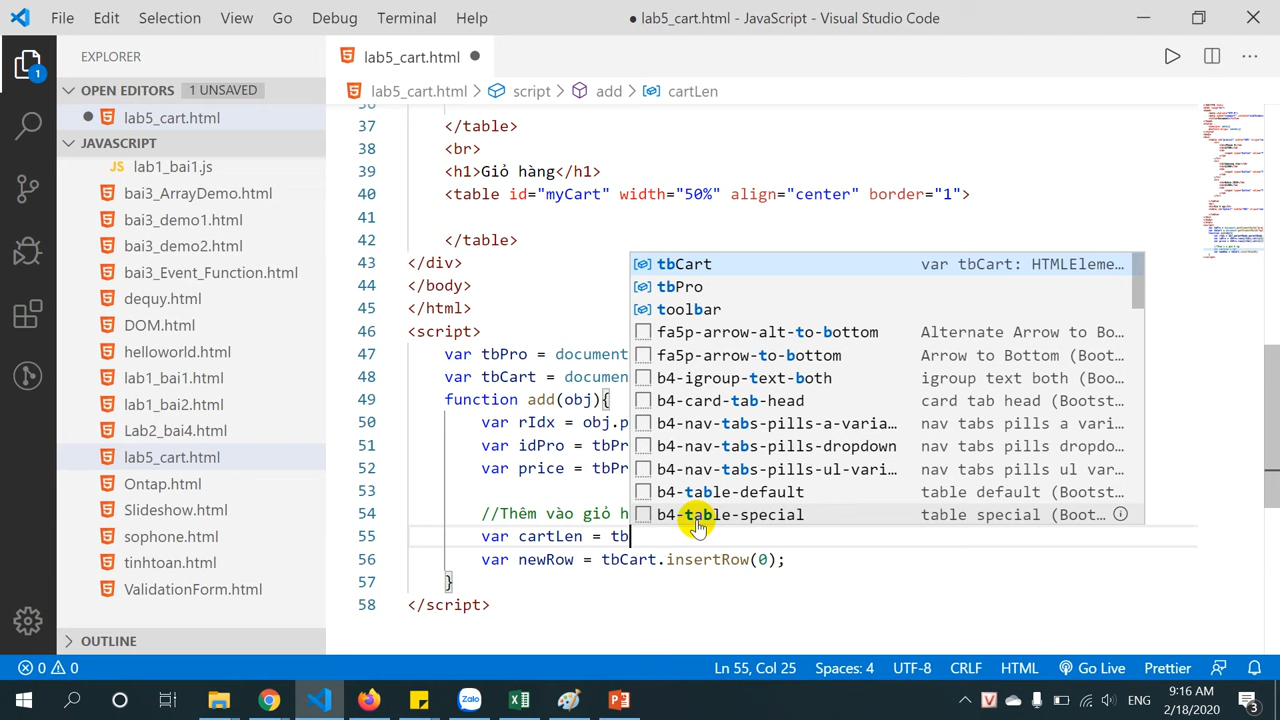 File Edit Selection View Go Debug Terminal Help ● lab5_cart.html - JavaScript - Visual Studio Code
EXPLORER
lab5_cart.html
OPEN EDITORS 1 UNSAVED
lab5_cart.html > script > add > cartLen
lab5_cart.html
JAVASCRIPT
JS lab1_bai1.js
bai3_ArrayDemo.html
bai3_demo1.html
bai3_demo2.html
bai3_Event_Function.html
dequy.html
DOM.html
helloworld.html
lab1_bai1.html
lab1_bai2.html
Lab2_bai4.html
lab5_cart.html
Ontap.html
Slideshow.html
sophone.html
tinhtoan.html
ValidationForm.html
OUTLINE
36
37 </table>
38 <br>
39 <h1>Giỏ hàng</h1>
40 <table id="myCart" width="50%" align="center" border="1">
41
42 </table>
43 </div>
44 </body>
45 </html>
46 <script>
47 var tbPro = document
48 var tbCart = documen
49 function add(obj){
50 var rIdx = obj.p
51 var idPro = tbPr
52 var price = tbPr
53
54 //Thêm vào giỏ h
55 var cartLen = tb
56 var newRow = tbCart.insertRow(0);
57 }
58 </script>
tbCart var tbCart: HTMLEleme…
tbPro
toolbar
fa5p-arrow-alt-to-bottom Alternate Arrow to Bo…
fa5p-arrow-to-bottom Arrow to Bottom (Boot…
b4-igroup-text-both igroup text both (Boo…
b4-card-tab-head card tab head (Bootst…
b4-nav-tabs-pills-a-varia… nav tabs pills a vari…
b4-nav-tabs-pills-dropdown nav tabs pills dropdo…
b4-nav-tabs-pills-ul-vari… nav tabs pills ul var…
b4-table-default table default (Bootst…
b4-table-special table special (Boot…
0 0 Ln 55, Col 25 Spaces: 4 UTF-8 CRLF HTML Go Live Prettier
Zalo ENG 6:16 AM
2/18/2020